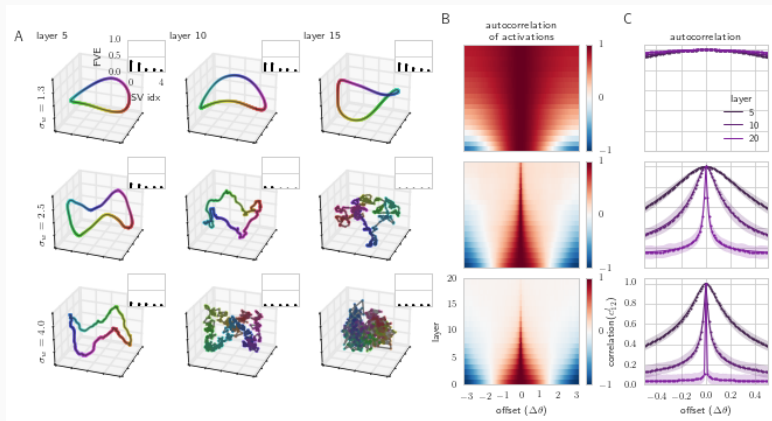 A
layer 5
layer 10
layer 15
FVE
1.0
0.5
0.0
0
4
SV idx
σw = 1.3
σw = 2.5
σw = 4.0
B
autocorrelation
of activations
1
0
−1
1
0
−1
1
0
−1
20
15
10
5
0
layer
−3
−2
−1
0
1
2
3
offset (Δθ)
C
autocorrelation
layer
5
10
20
1.0
0.8
0.6
0.4
0.2
0.0
−0.4
−0.2
0.0
0.2
0.4
offset (Δθ)